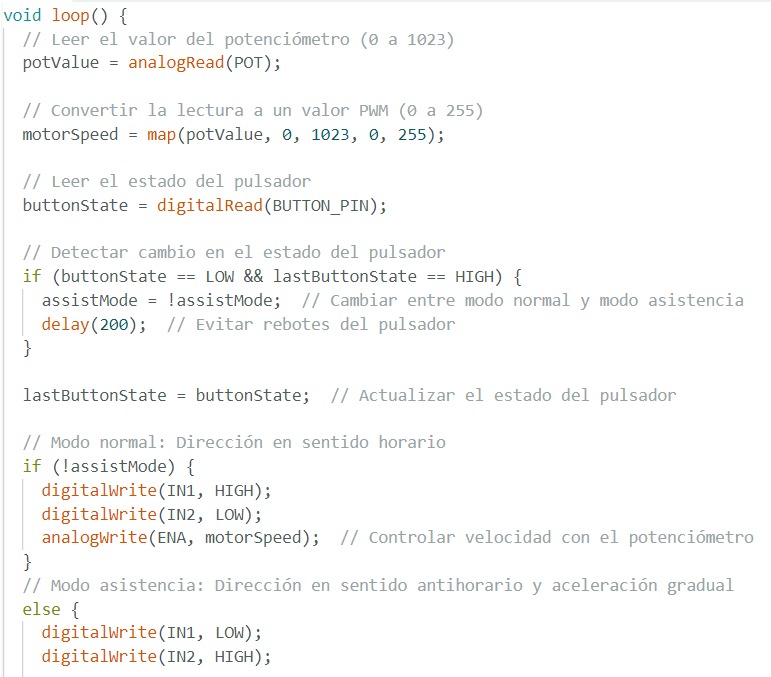 void loop() {
// Leer el valor del potenciómetro (0 a 1023)
potValue = analogRead(POT);
// Convertir la lectura a un valor PWM (0 a 255)
motorSpeed = map(potValue, 0, 1023, 0, 255);
// Leer el estado del pulsador
buttonState = digitalRead(BUTTON_PIN);
// Detectar cambio en el estado del pulsador
if (buttonState == LOW && lastButtonState == HIGH) {
assistMode = !assistMode;  // Cambiar entre modo normal y modo asistencia
delay(200);  // Evitar rebotes del pulsador
}
lastButtonState = buttonState;  // Actualizar el estado del pulsador
// Modo normal: Dirección en sentido horario
if (!assistMode) {
digitalWrite(IN1, HIGH);
digitalWrite(IN2, LOW);
analogWrite(ENA, motorSpeed);  // Controlar velocidad con el potenciómetro
}
// Modo asistencia: Dirección en sentido antihorario y aceleración gradual
else {
digitalWrite(IN1, LOW);
digitalWrite(IN2, HIGH);